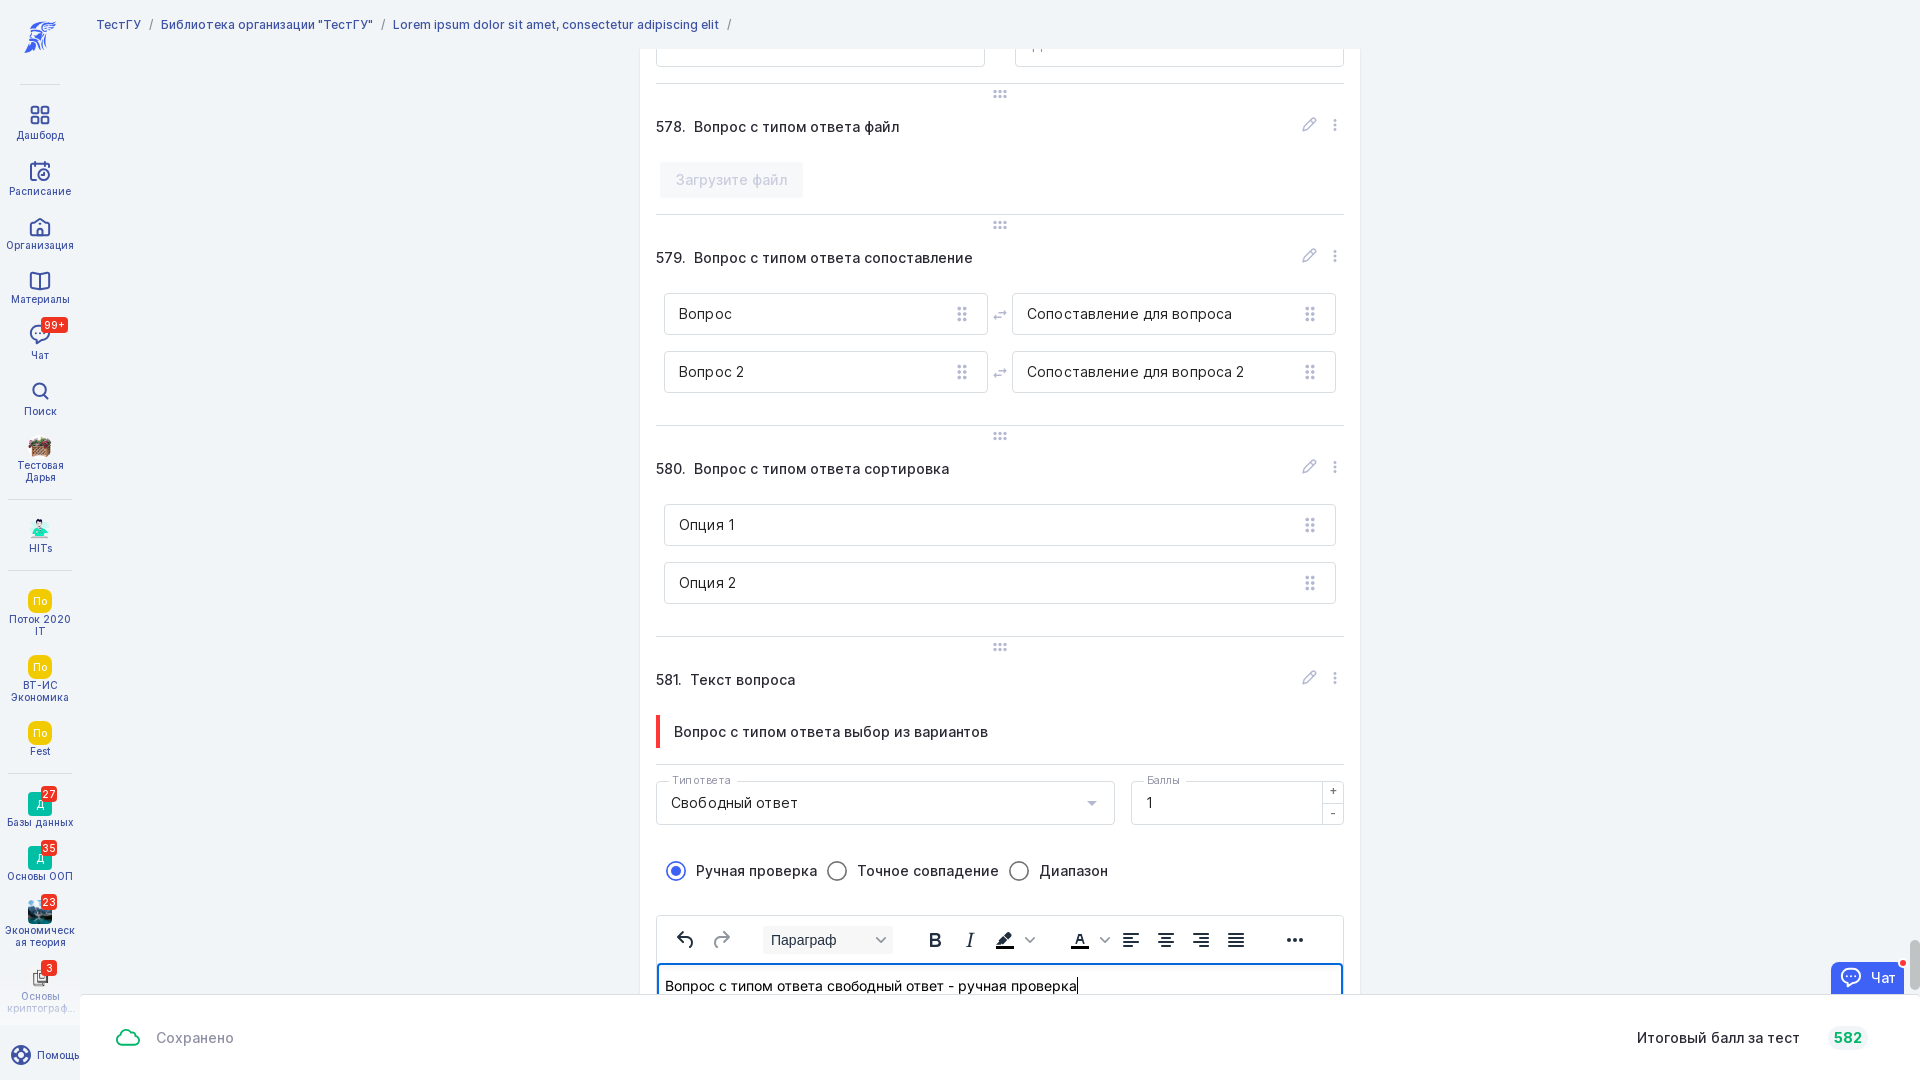 ТестГУ / Библиотека организации "ТестГУ" / Lorem ipsum dolor sit amet, consectetur adipiscing elit /
Дашборд
Расписание
Организация
Материалы
99+
Чат
Поиск
Тестовая
Дарья
HITs
По
Поток 2020
IT
По
ВТ-ИС
Экономика
По
Fest
27
Д
Базы данных
35
Д
Основы ООП
23
Экономическ
ая теория
3
Основы
криптограф...
Помощь
578. Вопрос с типом ответа файл
Загрузите файл
579. Вопрос с типом ответа сопоставление
Вопрос
Сопоставление для вопроса
Вопрос 2
Сопоставление для вопроса 2
580. Вопрос с типом ответа сортировка
Опция 1
Опция 2
581. Текст вопроса
Вопрос с типом ответа выбор из вариантов
Тип ответа
Свободный ответ
Баллы
1
+
-
Ручная проверка
Точное совпадение
Диапазон
Параграф
B I A
Вопрос с типом ответа свободный ответ - ручная проверка
Чат
Сохранено
Итоговый балл за тест 582